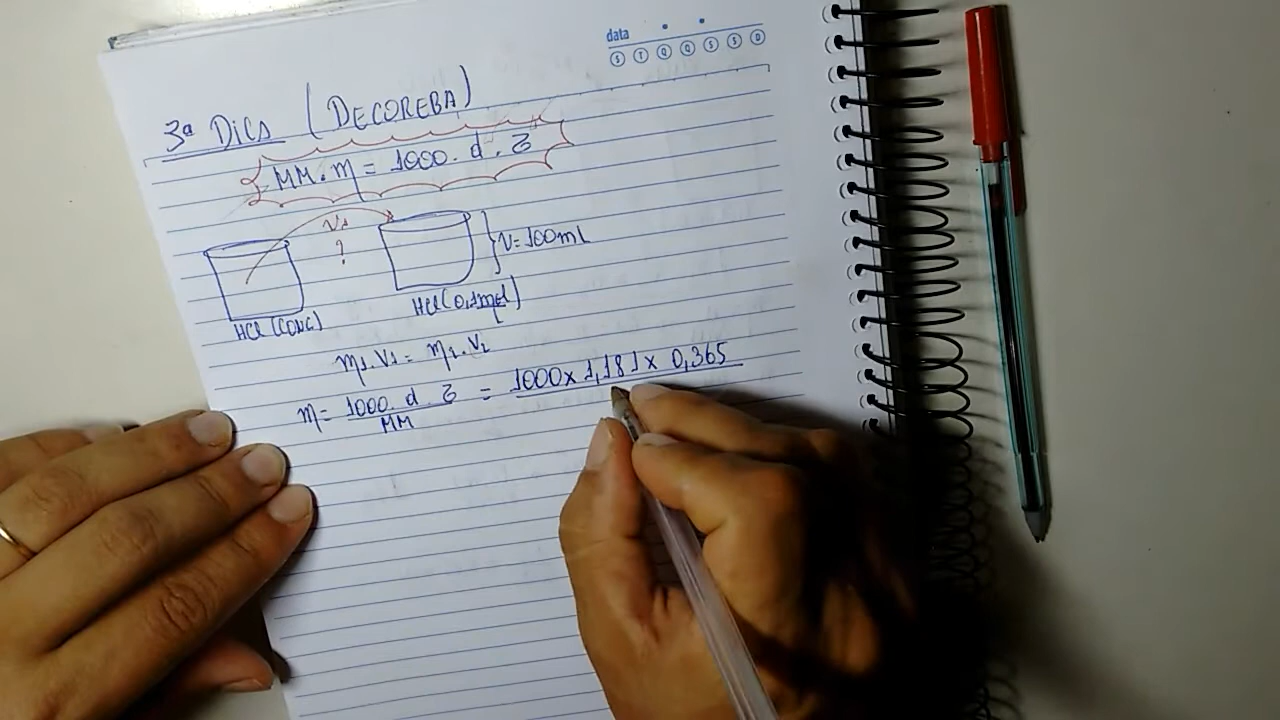 data
S T Q Q S S D
3ª DICA (DECOREBA)
MM.M = 1000. d. Z
V1
?
V=100ml
HCl (CONC)
HCl (0,1mol)
M1.V1 = M2.V2
M = 1000. d. Z / MM = 1000 x 1,181 x 0,365